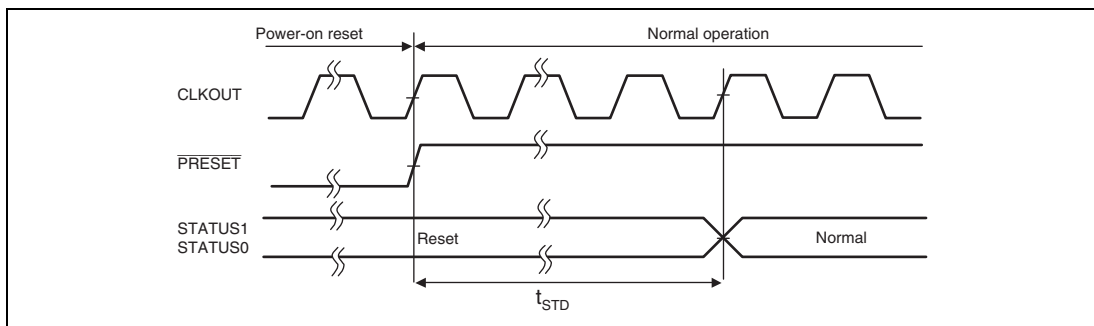 Power-on reset
Normal operation
CLKOUT
PRESET
STATUS1
STATUS0
Reset
Normal
tSTD